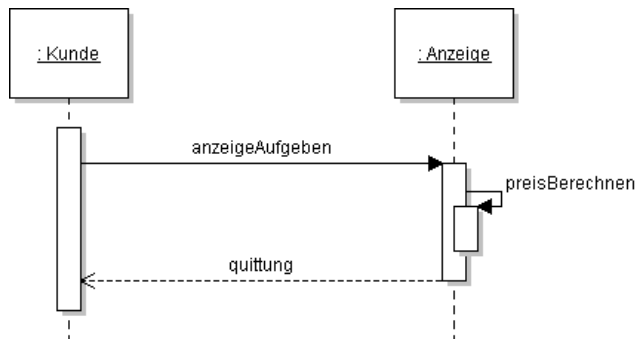 : Kunde
: Anzeige
anzeigeAufgeben
preisBerechnen
quittung